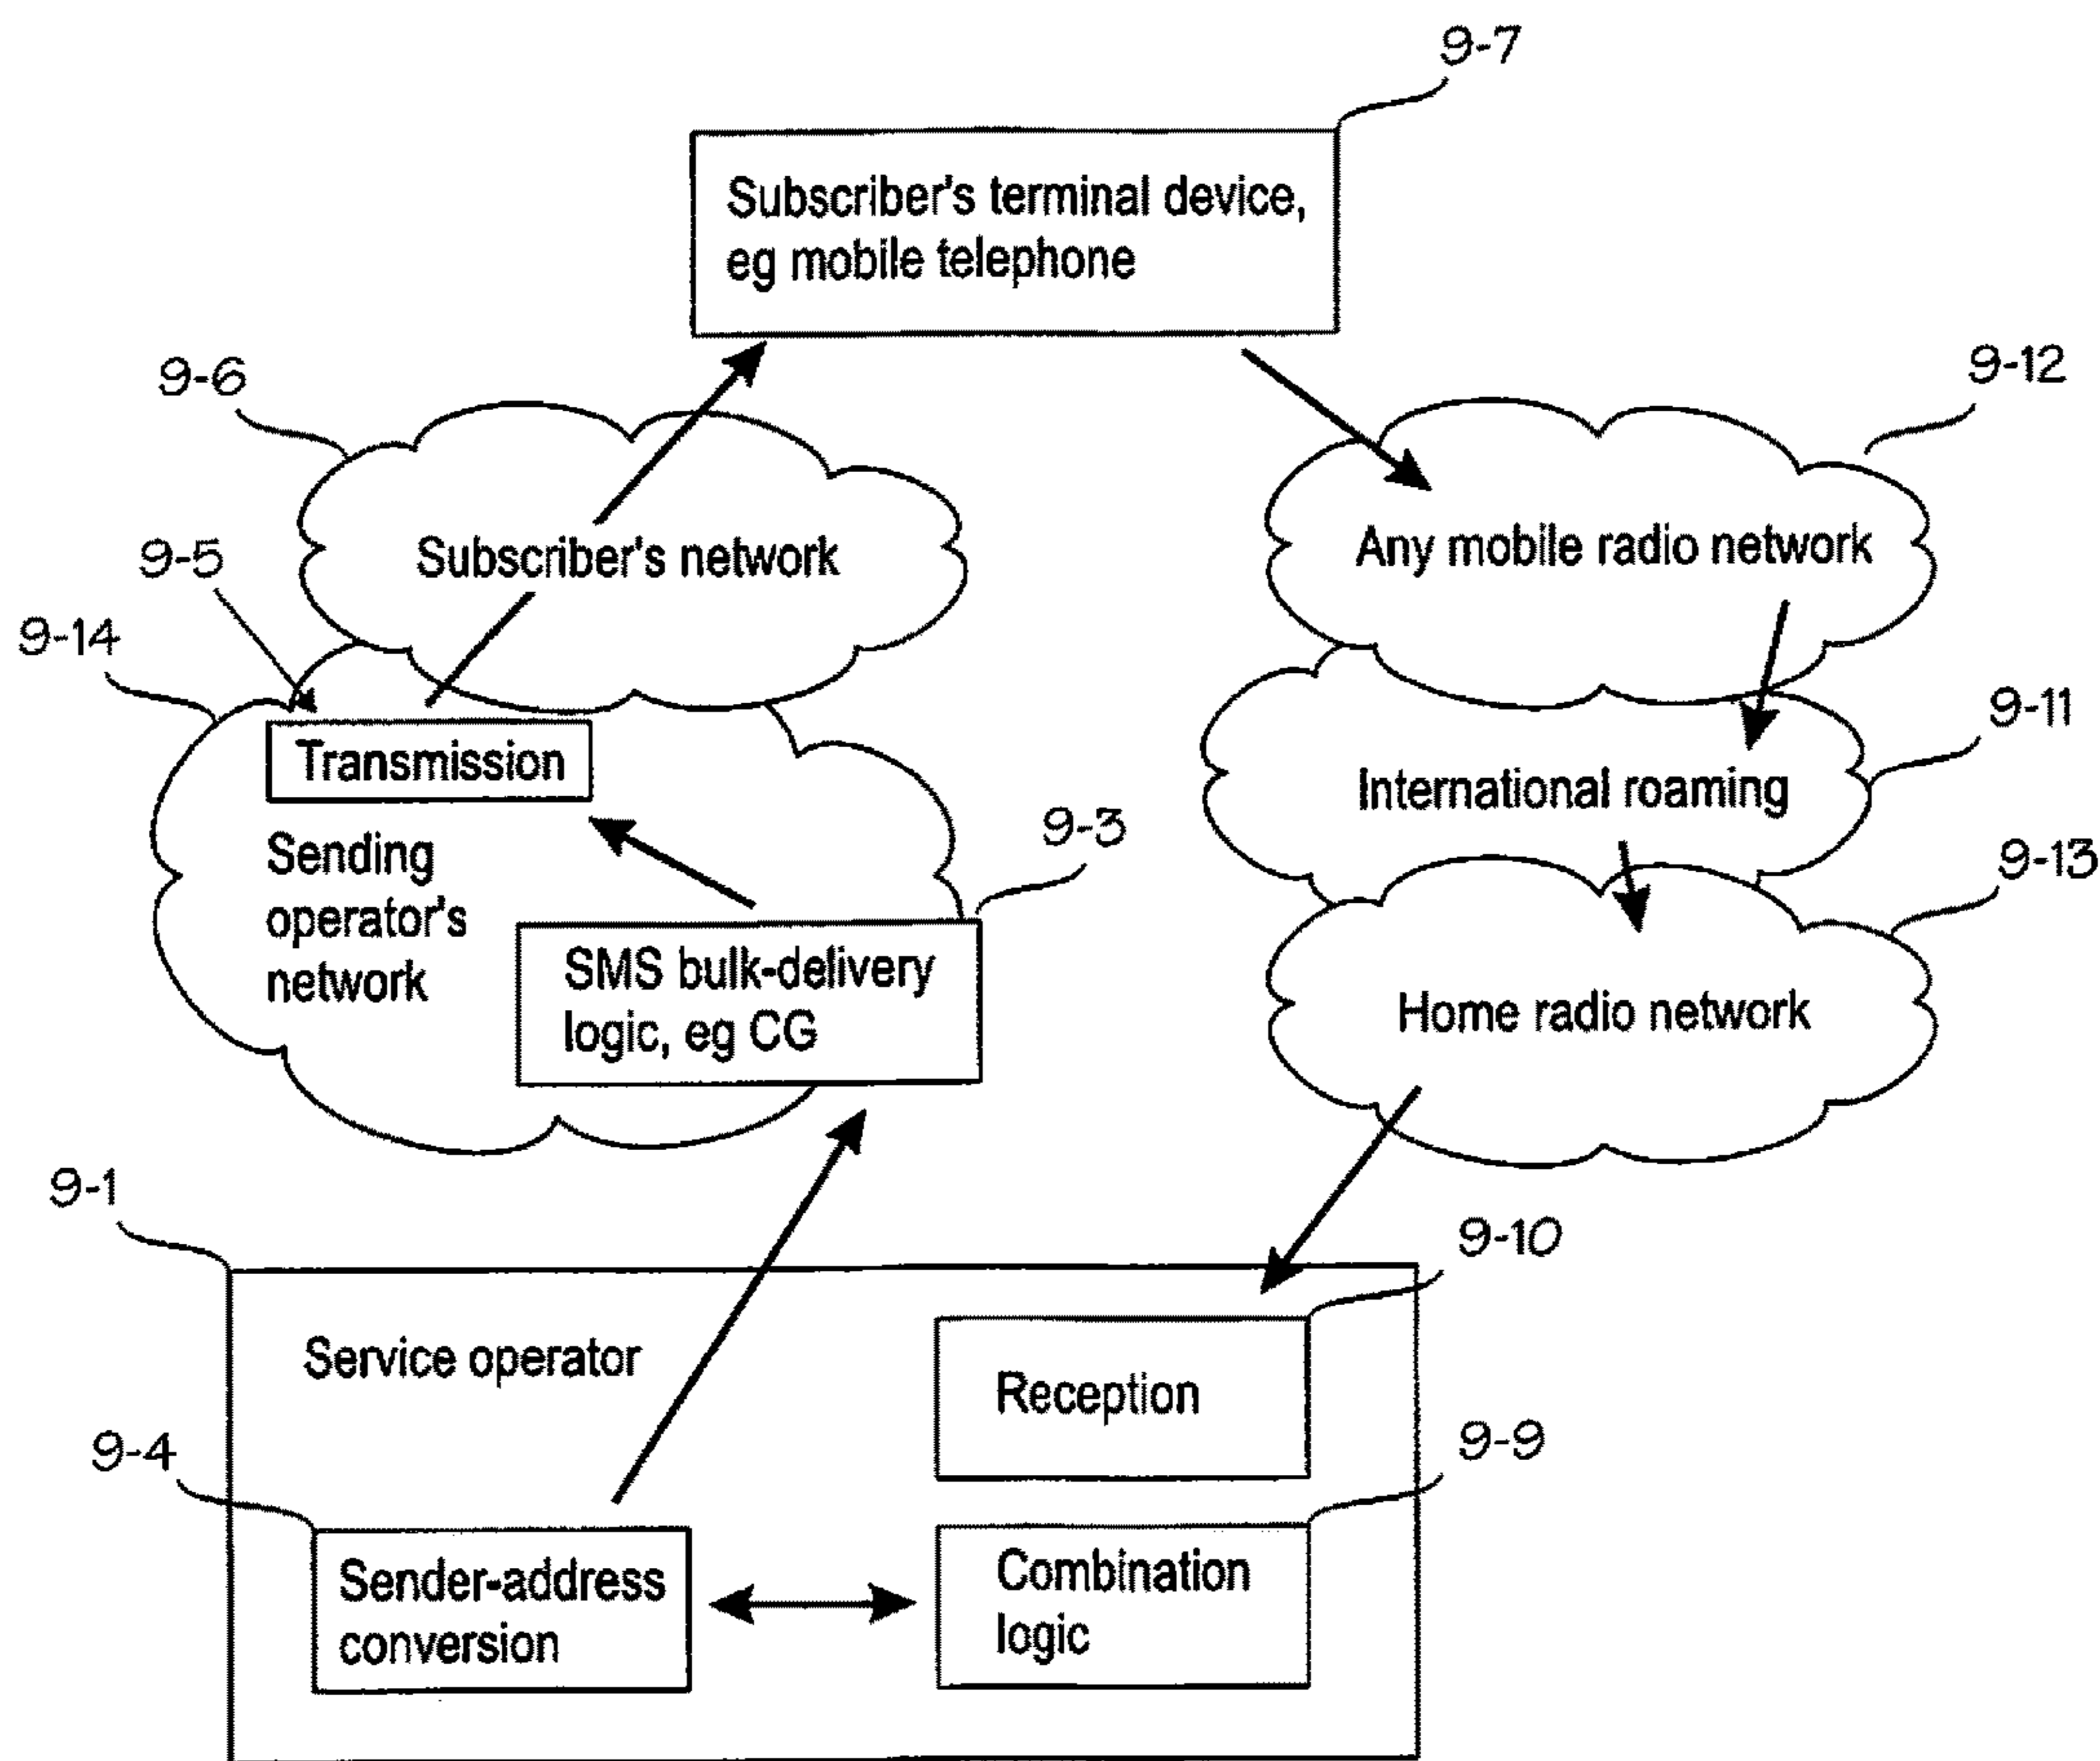 9-7
Subscriber's terminal device,
eg mobile telephone
9-6
9-12
Subscriber's network
Any mobile radio network
9-5
9-14
9-11
Transmission
International roaming
Sending
operator's
network
9-3
9-13
SMS bulk-delivery
logic, eg CG
Home radio network
9-1
9-10
Service operator
Reception
9-4
9-9
Sender-address
conversion
Combination
logic